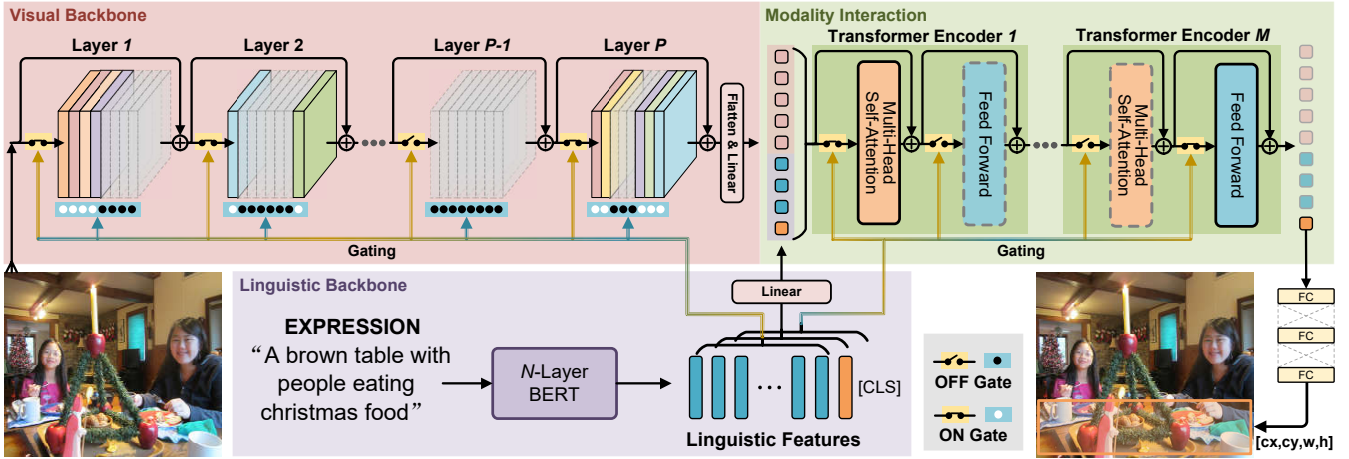 Visual Backbone
Layer 1
Layer 2
Layer P-1
Layer P
Flatten & Linear
Gating
Modality Interaction
Transformer Encoder 1
Transformer Encoder M
Multi-Head
Self-Attention
Feed Forward
Multi-Head
Self-Attention
Feed Forward
Gating
Linguistic Backbone
EXPRESSION
“A brown table with
people eating
christmas food”
N-Layer
BERT
Linear
[CLS]
Linguistic Features
OFF Gate
ON Gate
FC
FC
FC
[cx,cy,w,h]